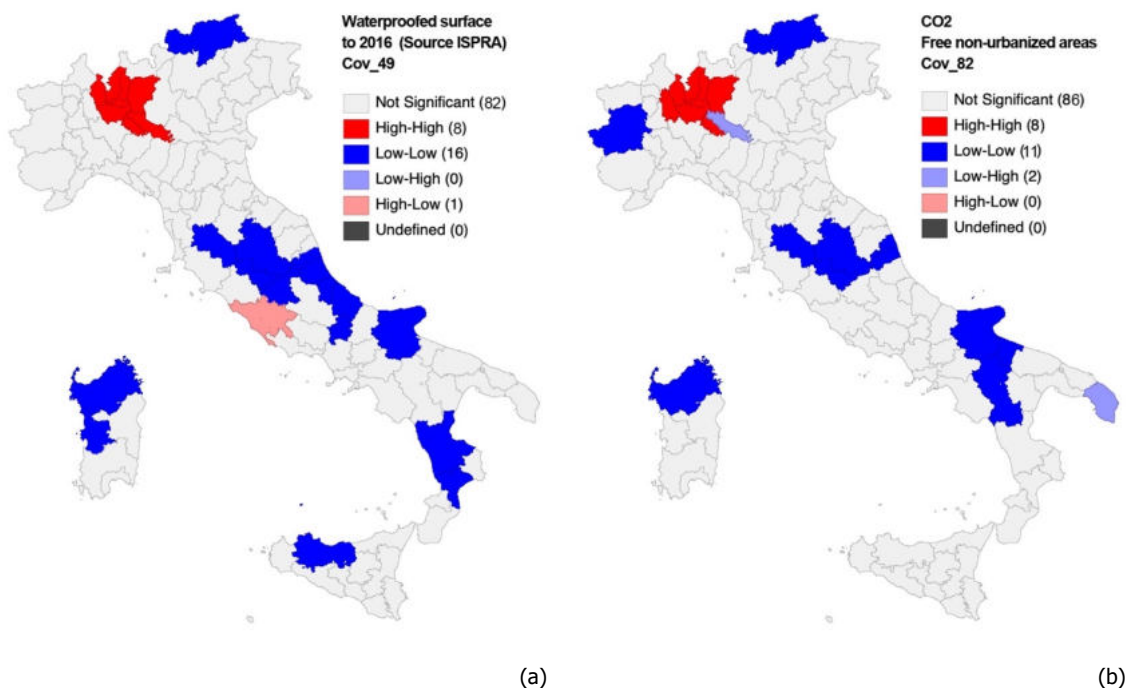 Waterproofed surface
to 2016 (Source ISPRA)
Cov_49
Not Significant (82)
High-High (8)
Low-Low (16)
Low-High (0)
High-Low (1)
Undefined (0)
(a)
CO2
Free non-urbanized areas
Cov_82
Not Significant (86)
High-High (8)
Low-Low (11)
Low-High (2)
High-Low (0)
Undefined (0)
(b)